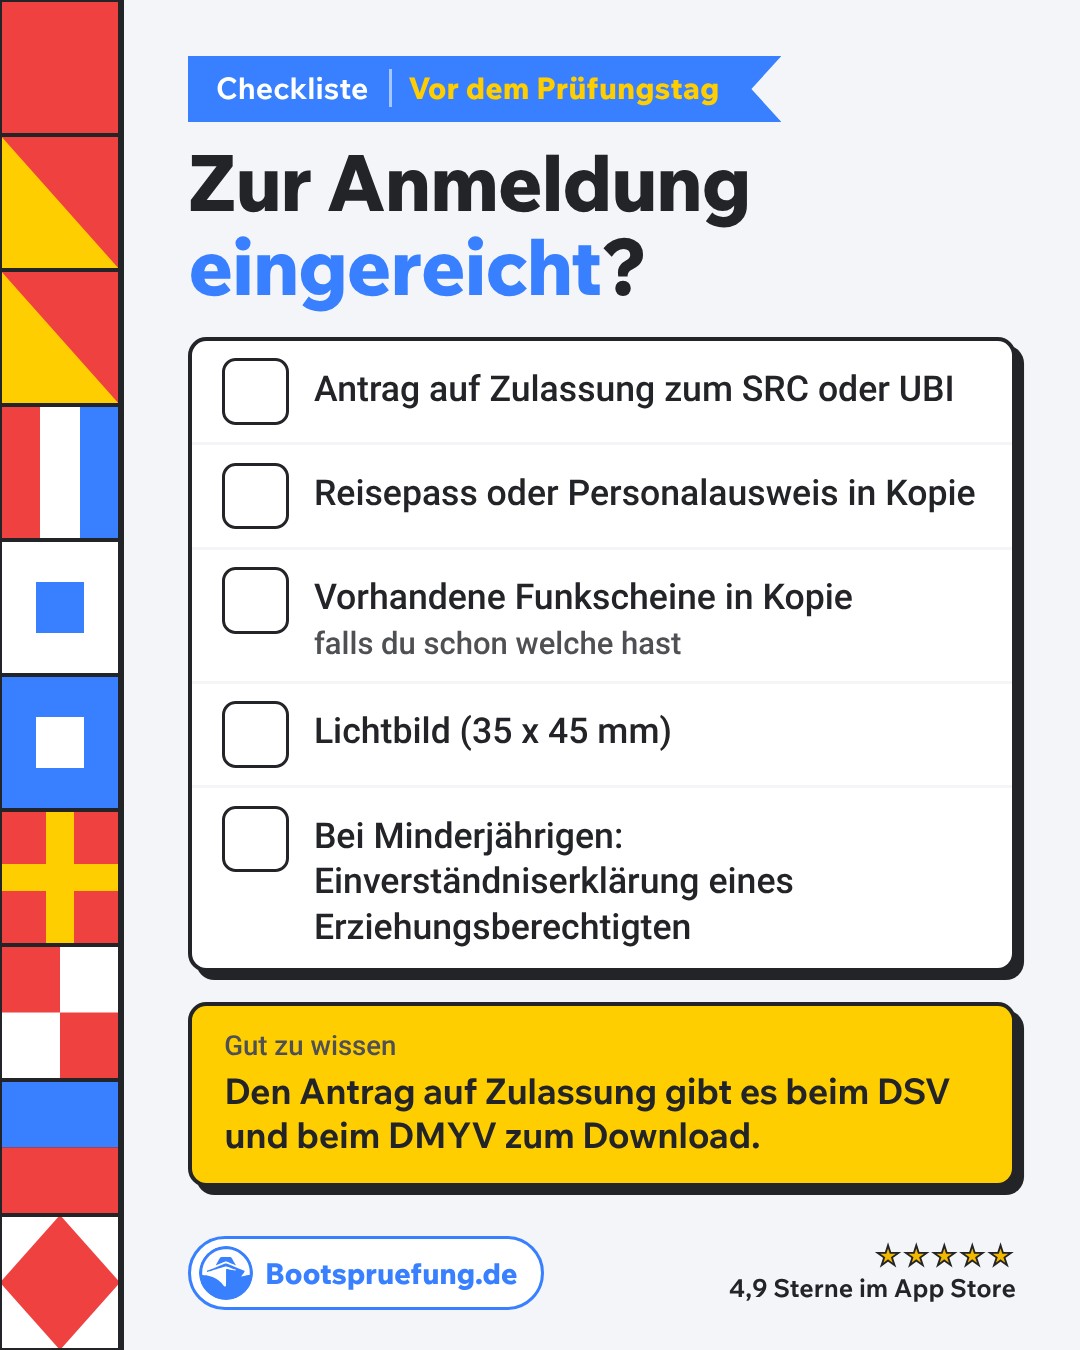 Checkliste | Vor dem Prüfungstag
Zur Anmeldung
eingereicht?
Antrag auf Zulassung zum SRC oder UBI
Reisepass oder Personalausweis in Kopie
Vorhandene Funkscheine in Kopie
falls du schon welche hast
Lichtbild (35 x 45 mm)
Bei Minderjährigen:
Einverständniserklärung eines
Erziehungsberechtigten
Gut zu wissen
Den Antrag auf Zulassung gibt es beim DSV
und beim DMYV zum Download.
Bootspruefung.de
4,9 Sterne im App Store